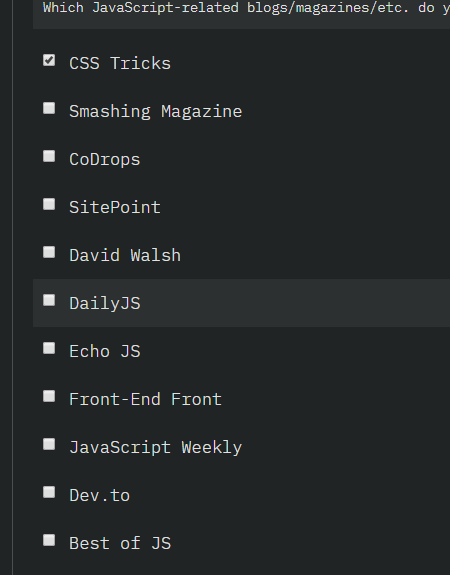 Which JavaScript-related blogs/magazines/etc. do y
CSS Tricks
Smashing Magazine
CoDrops
SitePoint
David Walsh
DailyJS
Echo JS
Front-End Front
JavaScript Weekly
Dev.to
Best of JS